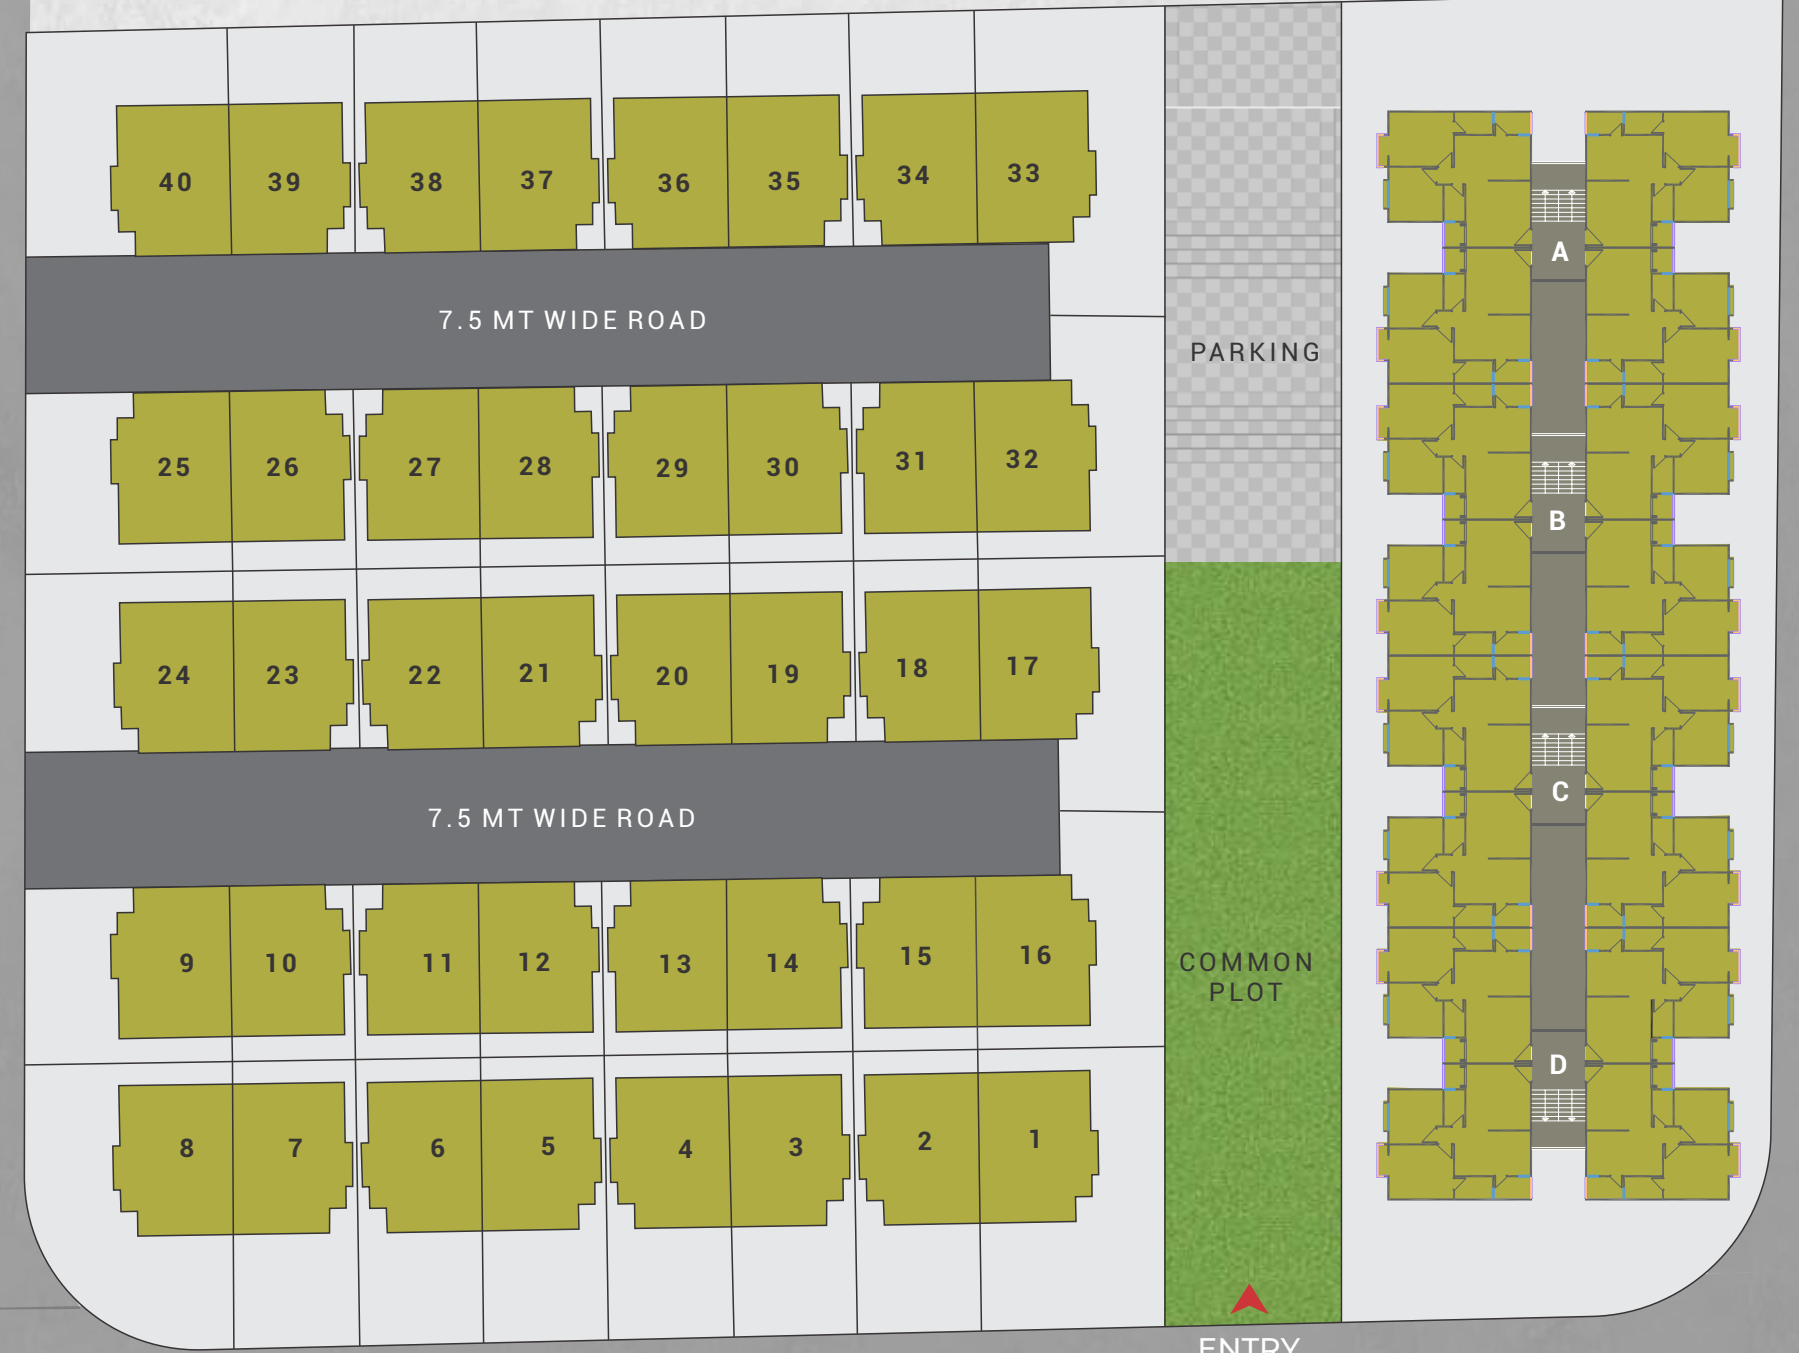 40 39 38 37 36 35 34 33
A
7.5 MT WIDE ROAD
PARKING
25 26 27 28 29 30 31 32
B
24 23 22 21 20 19 18 17
C
7.5 MT WIDE ROAD
9 10 11 12 13 14 15 16
COMMON
PLOT
D
8 7 6 5 4 3 2 1
ENTRY